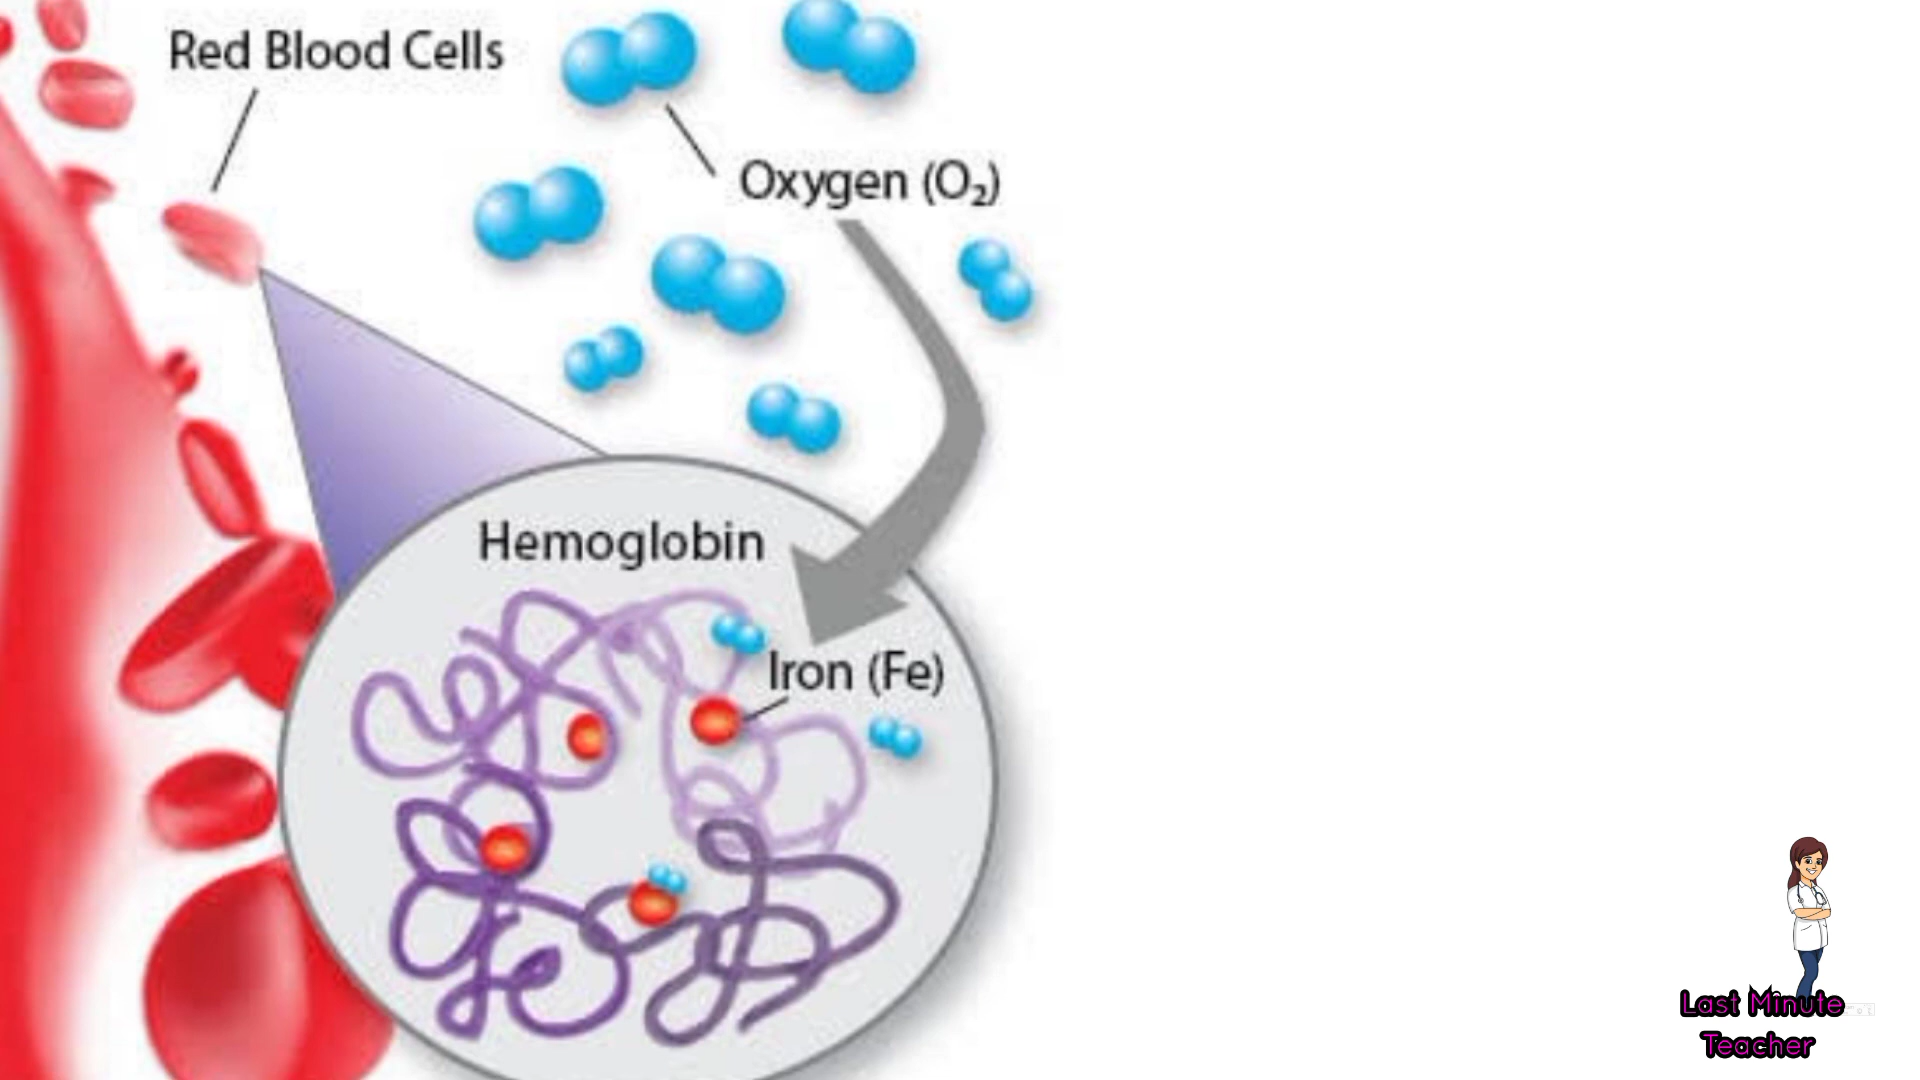 Red Blood Cells
Oxygen (O₂)
Hemoglobin
Iron (Fe)
Last Minute
Teacher